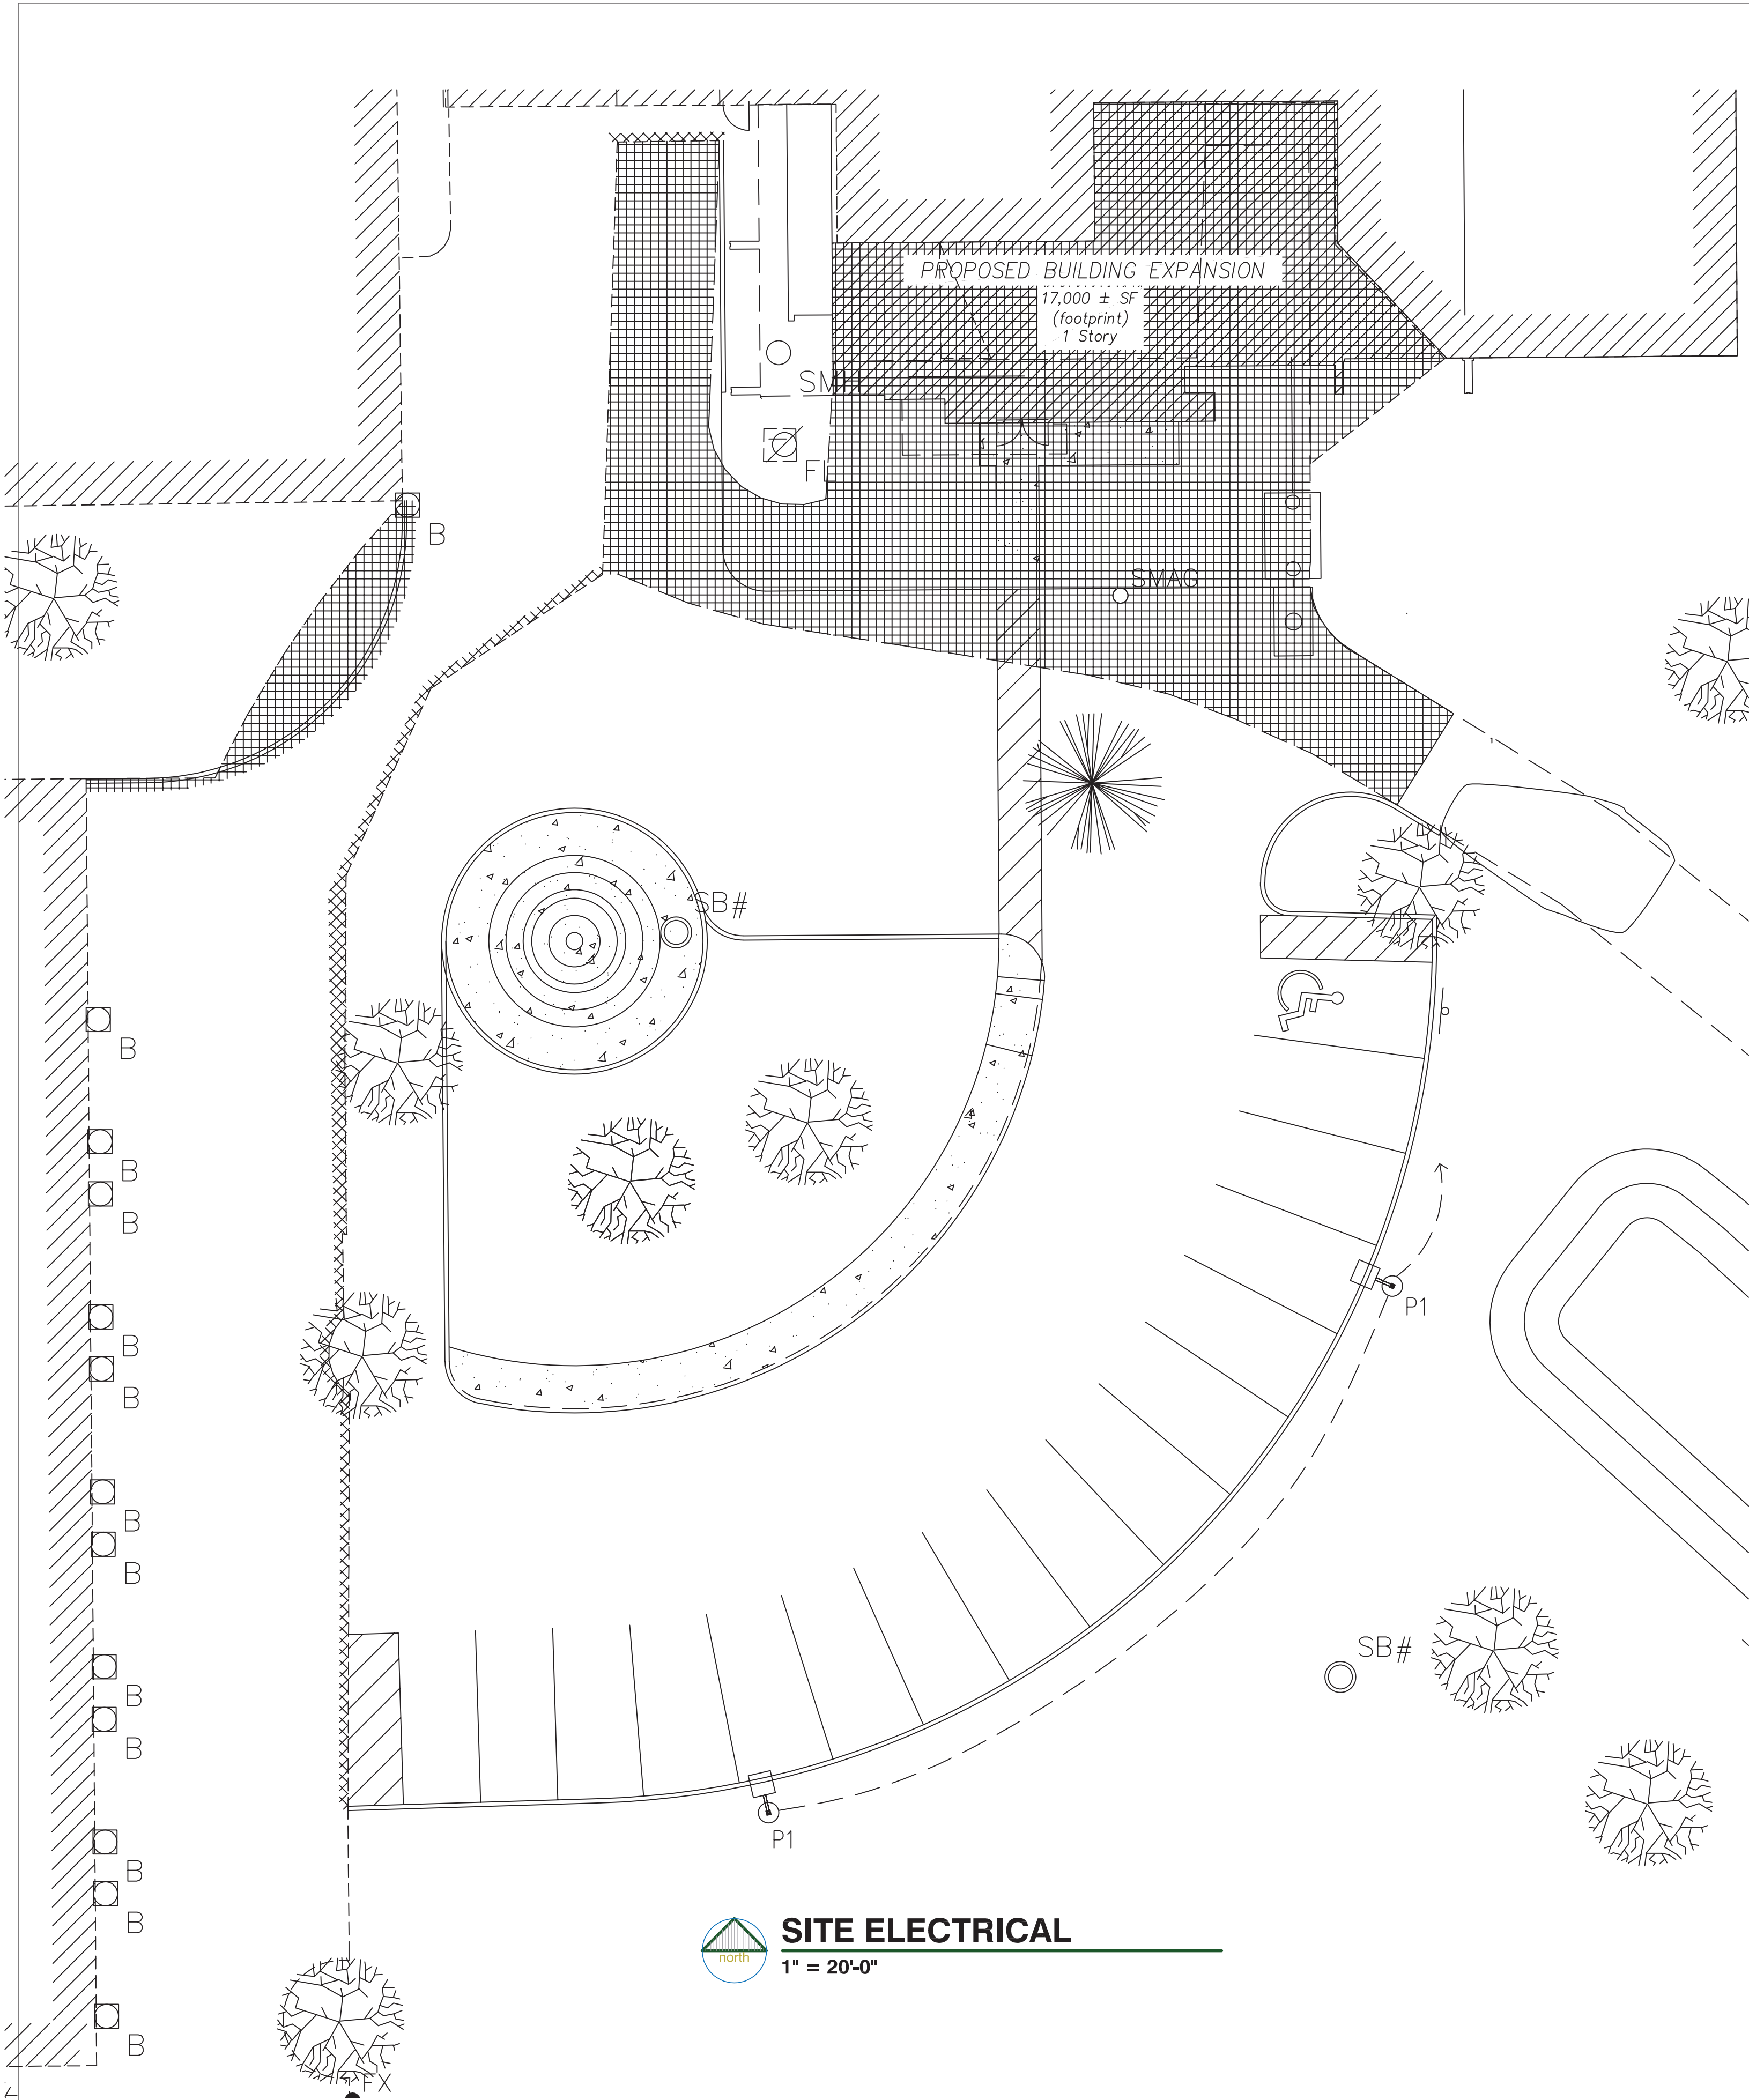 PROPOSED BUILDING EXPANSION
17,000 ± SF
(footprint)
1 Story
SMH
FL
B
SMAG
SB#
B
B
B
B
B
P1
B
B
SB#
B
B
P1
B
B
SITE ELECTRICAL
north
1" = 20'-0"
B
FX